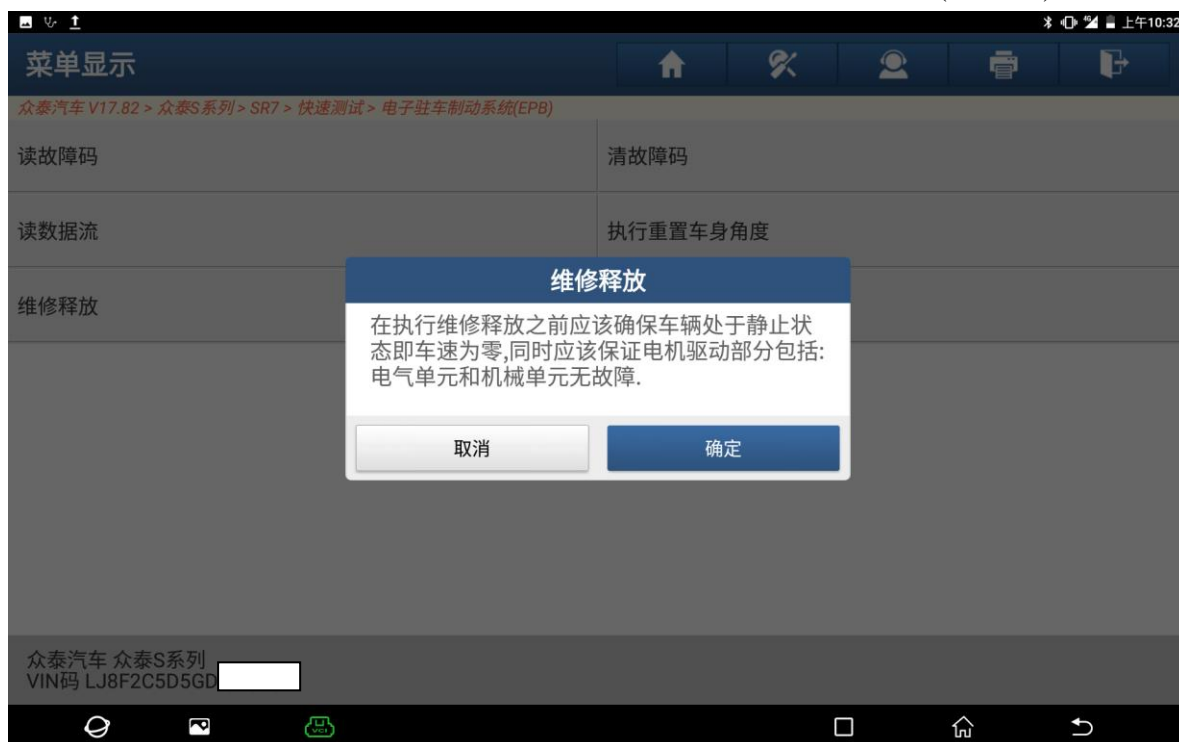 上午10:32
菜单显示
众泰汽车 V17.82 > 众泰S系列 > SR7 > 快速测试 > 电子驻车制动系统(EPB)
读故障码
清故障码
读数据流
执行重置车身角度
维修释放
维修释放
在执行维修释放之前应该确保车辆处于静止状
态即车速为零,同时应该保证电机驱动部分包括:
电气单元和机械单元无故障.
取消
确定
众泰汽车 众泰S系列
VIN码 LJ8F2C5D5GD
VCI